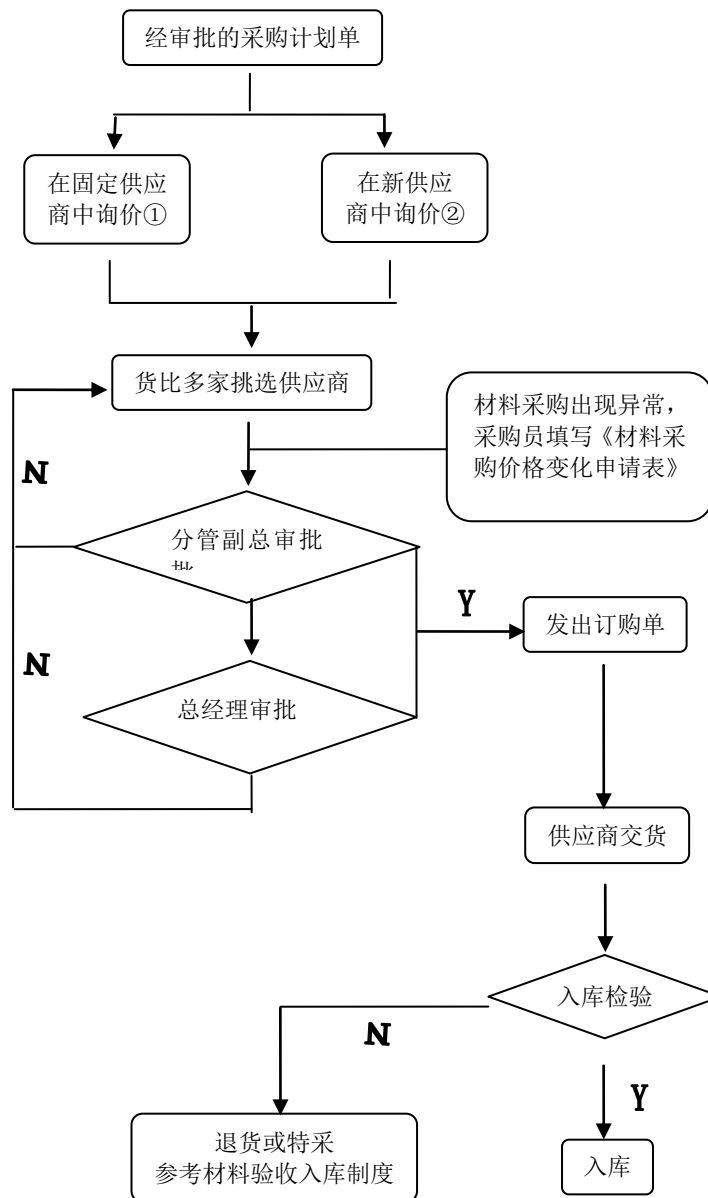 经审批的采购计划单
在固定供应
商中询价①
在新供应
商中询价②
货比多家挑选供应商
材料采购出现异常，
采购员填写《材料采
购价格变化申请表》
N
分管副总审批
Y
发出订购单
N
总经理审批
供应商交货
入库检验
N
Y
退货或特采
参考材料验收入库制度
入库